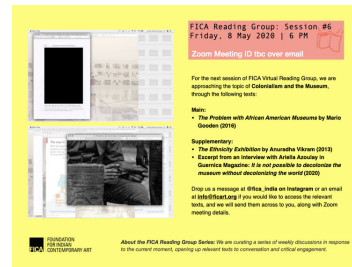 FICA Reading Group: Session #6
Friday, 8 May 2020 | 6 PM
Zoom Meeting ID tbc over email
For the next session of FICA Virtual Reading Group, we are
approaching the topic of Colonialism and the Museum,
through the following texts:
Main:
• The Problem with African American Museums by Mario
Gooden (2016)
Supplementary:
• The Ethnicity Exhibition by Anuradha Vikram (2013)
• Excerpt from an interview with Ariella Azoulay in
Guernica Magazine: It is not possible to decolonize the
museum without decolonizing the world (2020)
Drop us a message at @fica_india on Instagram or an email
at info@ficart.org if you would like to access the relevant
texts, and we will send them across to you, along with Zoom
meeting details.
FICA
FOUNDATION
FOR INDIAN
CONTEMPORARY ART
About the FICA Reading Group Series: We are curating a series of weekly discussions in response
to the current moment, opening up relevant texts to conversation and critical engagement.